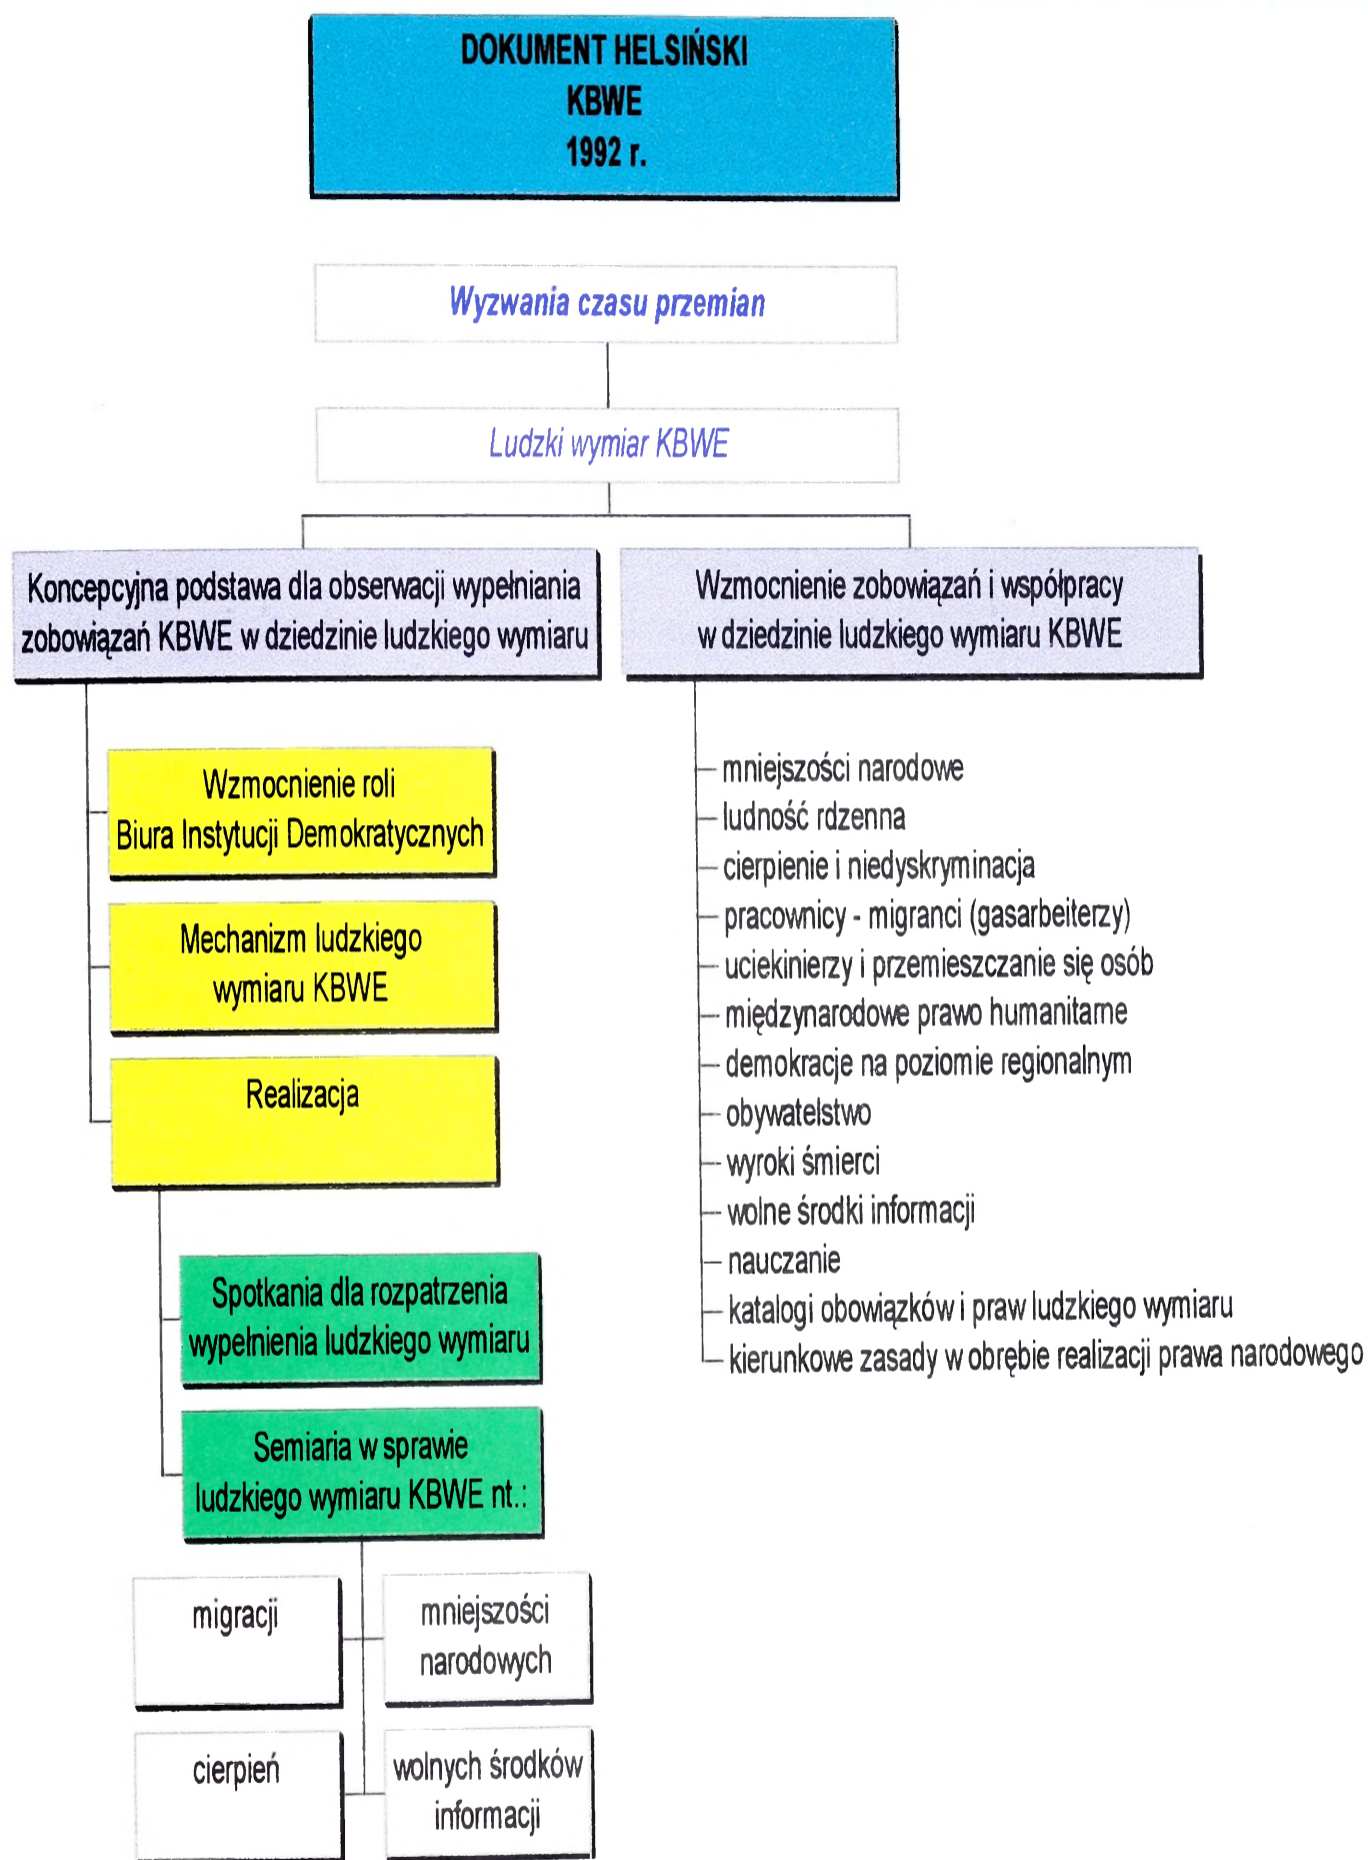 DOKUMENT HELSIŃSKI
KBWE
1992 r.
Wyzwania czasu przemian
Ludzki wymiar KBWE
Koncepcyjna podstawa dla obserwacji wypełniania
zobowiązań KBWE w dziedzinie ludzkiego wymiaru
Wzmocnienie roli
Biura Instytucji Demokratycznych
Mechanizm ludzkiego
wymiaru KBWE
Realizacja
Spotkania dla rozpatrzenia
wypełnienia ludzkiego wymiaru
Semiaria w sprawie
ludzkiego wymiaru KBWE nt.:
migracji
mniejszości
narodowych
cierpień
wolnych środków
informacji
Wzmocnienie zobowiązań i współpracy
w dziedzinie ludzkiego wymiaru KBWE
mniejszości narodowe
ludność rdzenna
cierpienie i niedyskryminacja
pracownicy - migranci (gasarbeiterzy)
uciekinierzy i przemieszczanie się osób
międzynarodowe prawo humanitarne
demokracje na poziomie regionalnym
obywatelstwo
wyroki śmierci
wolne środki informacji
nauczanie
katalogi obowiązków i praw ludzkiego wymiaru
kierunkowe zasady w obrębie realizacji prawa narodowego